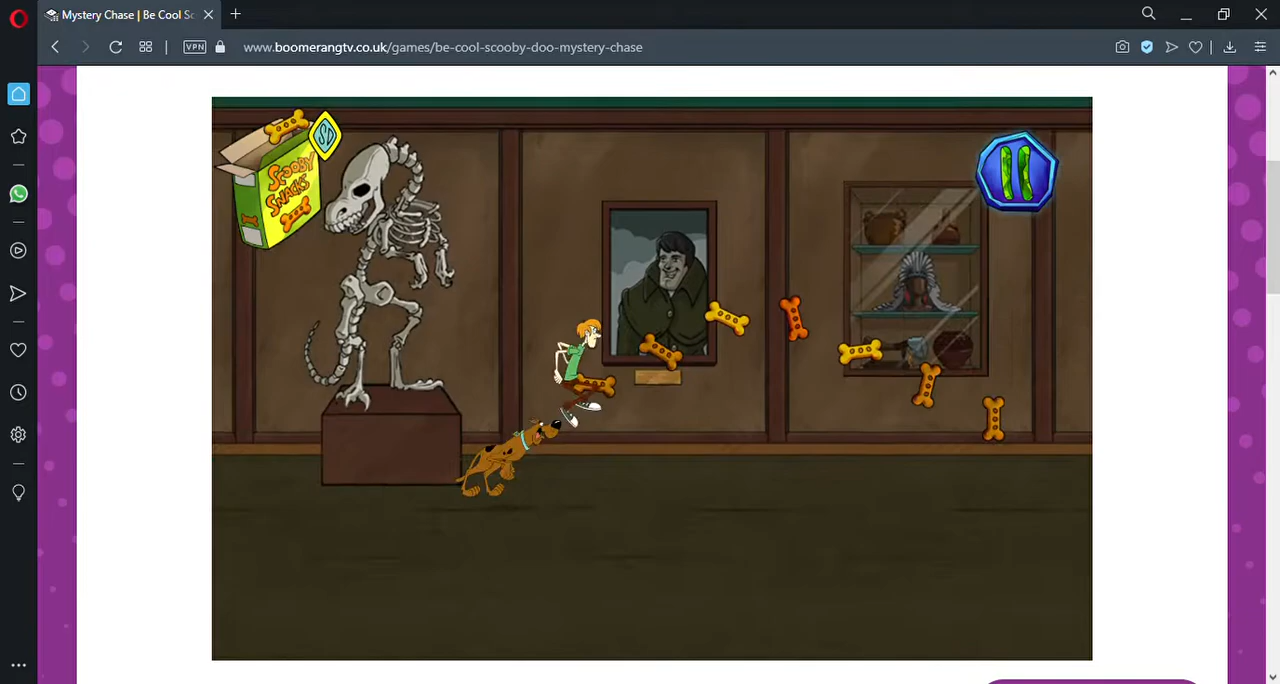 Mystery Chase | Be Cool Sc
VPN
www.boomerangtv.co.uk/games/be-cool-scooby-doo-mystery-chase
SD
SCOOBY
SNACKS